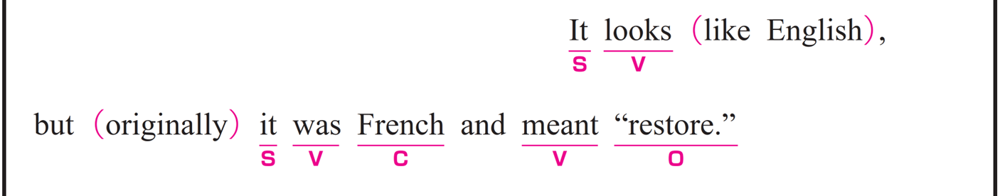 It looks (like English),
S V
but (originally) it was French and meant “restore.”
S V C V O